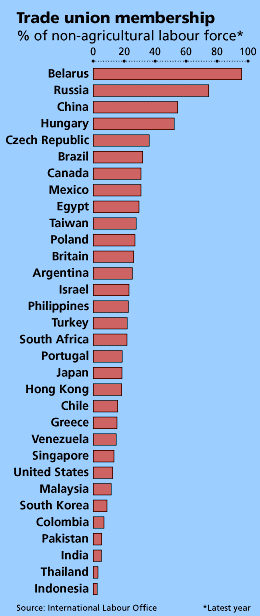 Trade union membership
% of non-agricultural labour force*
0 20 40 60 80 100
Belarus
Russia
China
Hungary
Czech Republic
Brazil
Canada
Mexico
Egypt
Taiwan
Poland
Britain
Argentina
Israel
Philippines
Turkey
South Africa
Portugal
Japan
Hong Kong
Chile
Greece
Venezuela
Singapore
United States
Malaysia
South Korea
Colombia
Pakistan
India
Thailand
Indonesia
Source: International Labour Office *Latest year